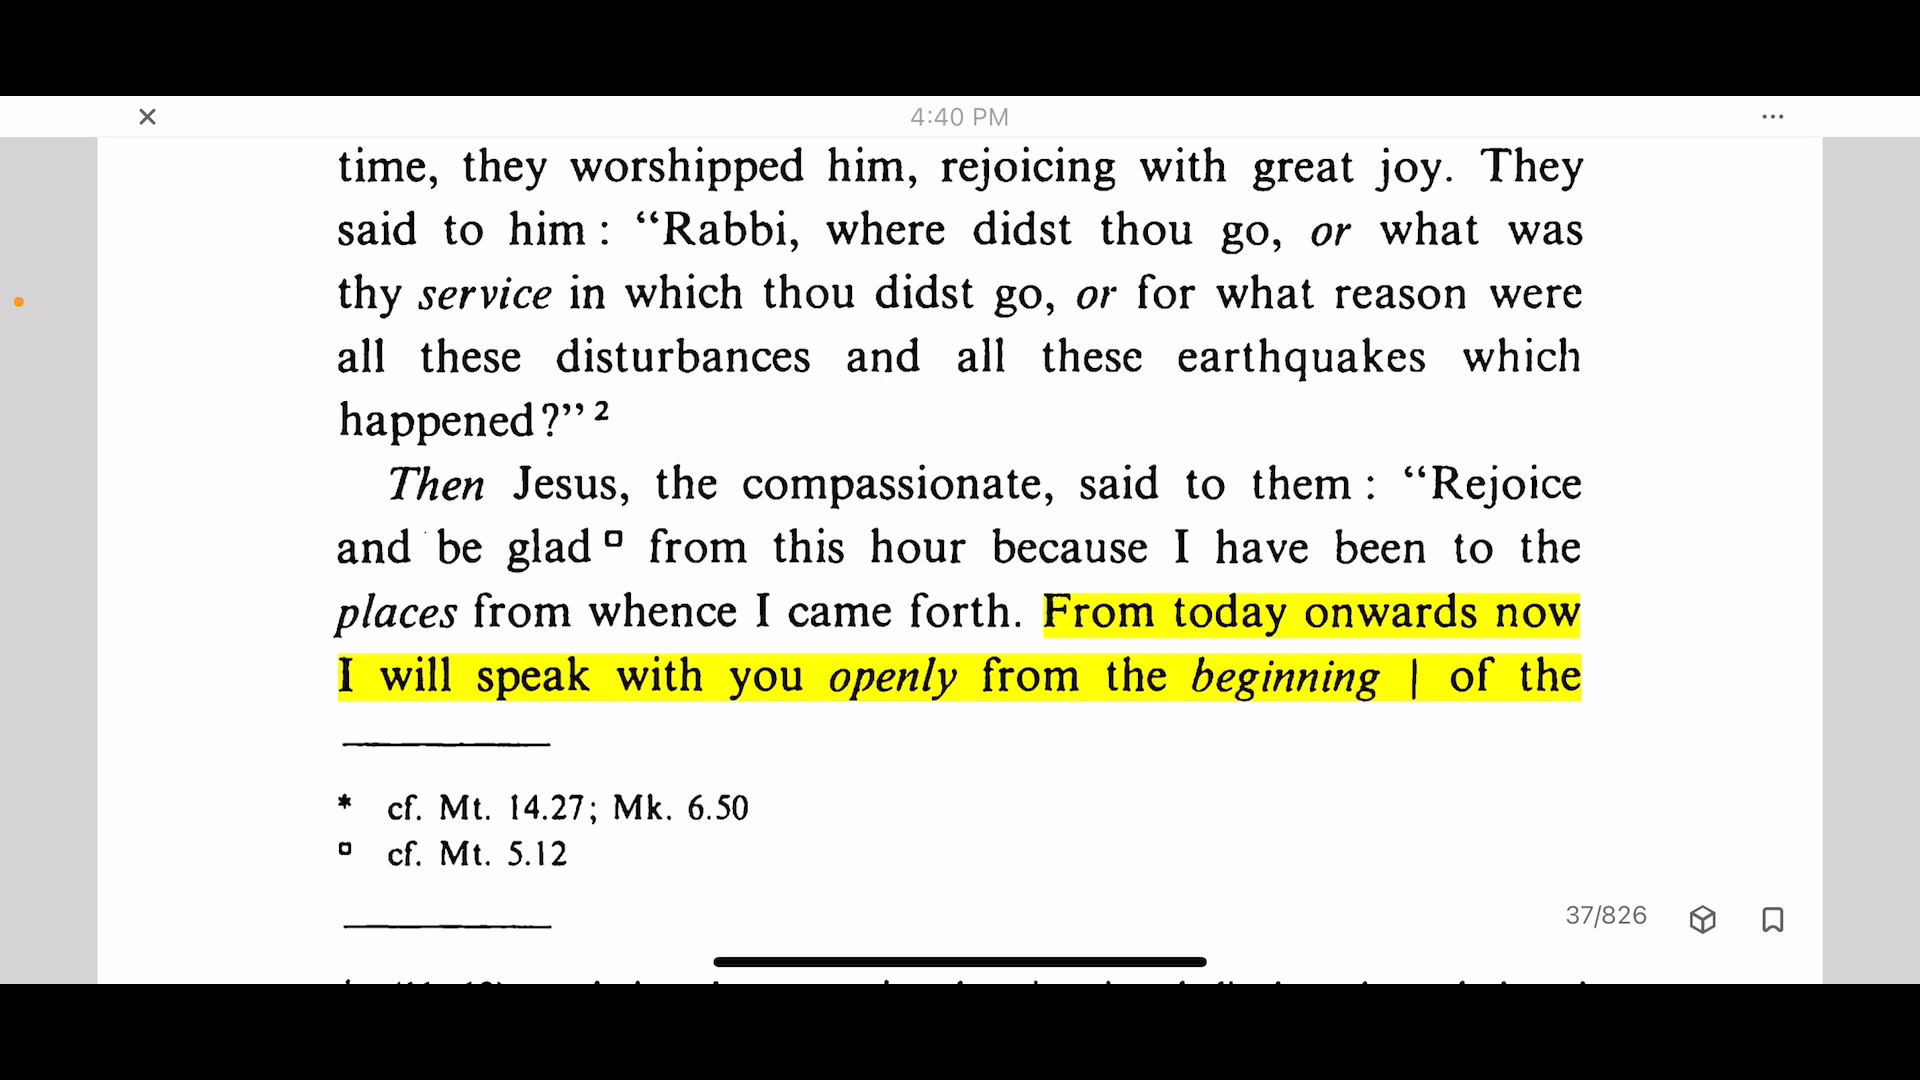 4:40 PM
time, they worshipped him, rejoicing with great joy. They
said to him : “Rabbi, where didst thou go, or what was
thy service in which thou didst go, or for what reason were
all these disturbances and all these earthquakes which
happened?” ²
Then Jesus, the compassionate, said to them : “Rejoice
and be glad ▫ from this hour because I have been to the
places from whence I came forth. From today onwards now
I will speak with you openly from the beginning | of the
* cf. Mt. 14.27; Mk. 6.50
▫ cf. Mt. 5.12
37/826